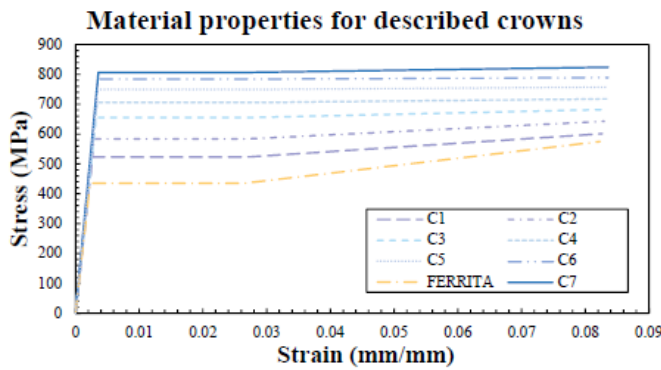 Material properties for described crowns
900
800
700
600
500
400
300
200
100
0
Stress (MPa)
C1 C2
C3 C4
C5 C6
FERRITA C7
0 0.01 0.02 0.03 0.04 0.05 0.06 0.07 0.08 0.09
Strain (mm/mm)